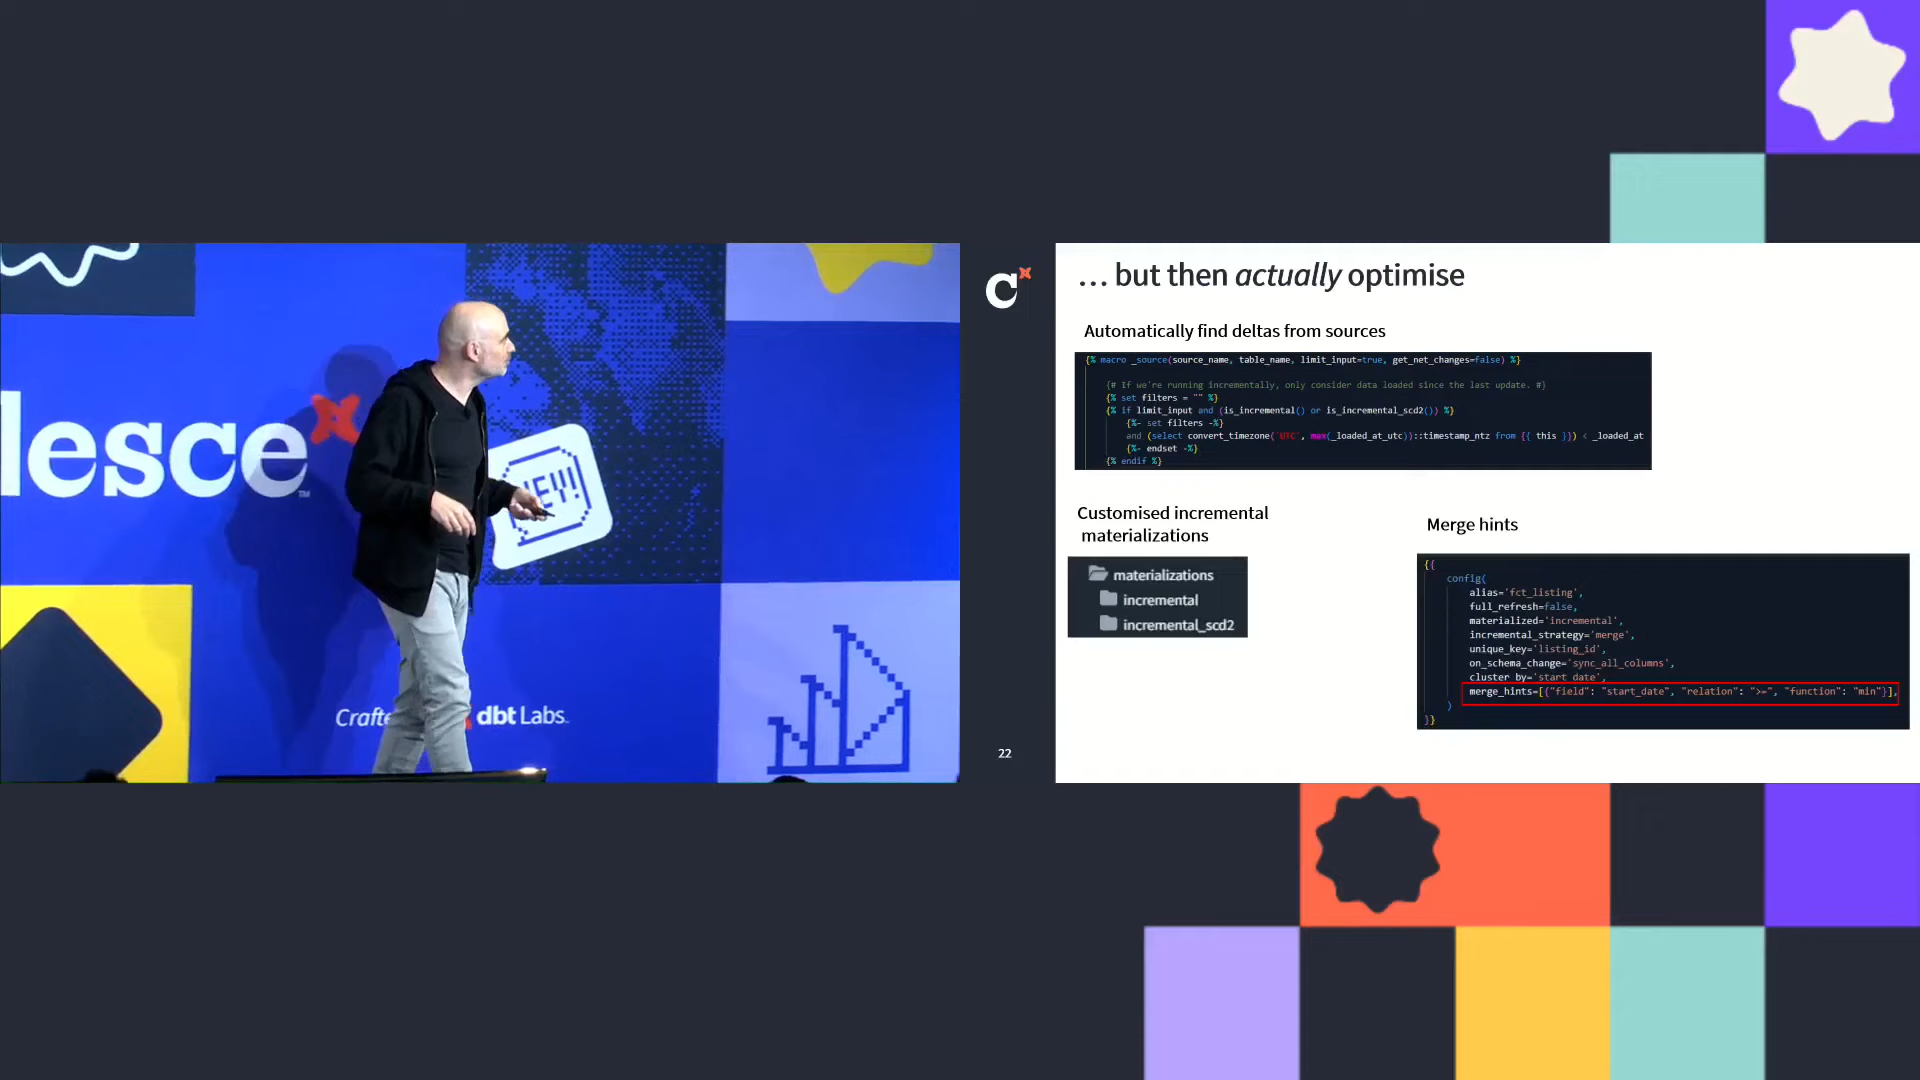 lesce
TM
HEY!!
Crafte
dbt Labs
c
22
... but then actually optimise
Automatically find deltas from sources
{% macro _source(source_name, table_name, limit_input=true, get_net_changes=false) %}
{# If we're running incrementally, only consider data loaded since the last update. #}
{% set filters = "" %}
{% if limit_input and (is_incremental() or is_incremental_scd2()) %}
{%- set filters -%}
and (select convert_timezone('UTC', max(_loaded_at_utc))::timestamp_ntz from {{ this }}) < _loaded_at
{%- endset -%}
{% endif %}
Customised incremental
materializations
materializations
incremental
incremental_scd2
Merge hints
{{
config(
alias='fct_listing',
full_refresh=false,
materialized='incremental',
incremental_strategy='merge',
unique_key='listing_id',
on_schema_change='sync_all_columns',
cluster_by='start_date',
merge_hints=[{"field": "start_date", "relation": ">=", "function": "min"}],
)
}}